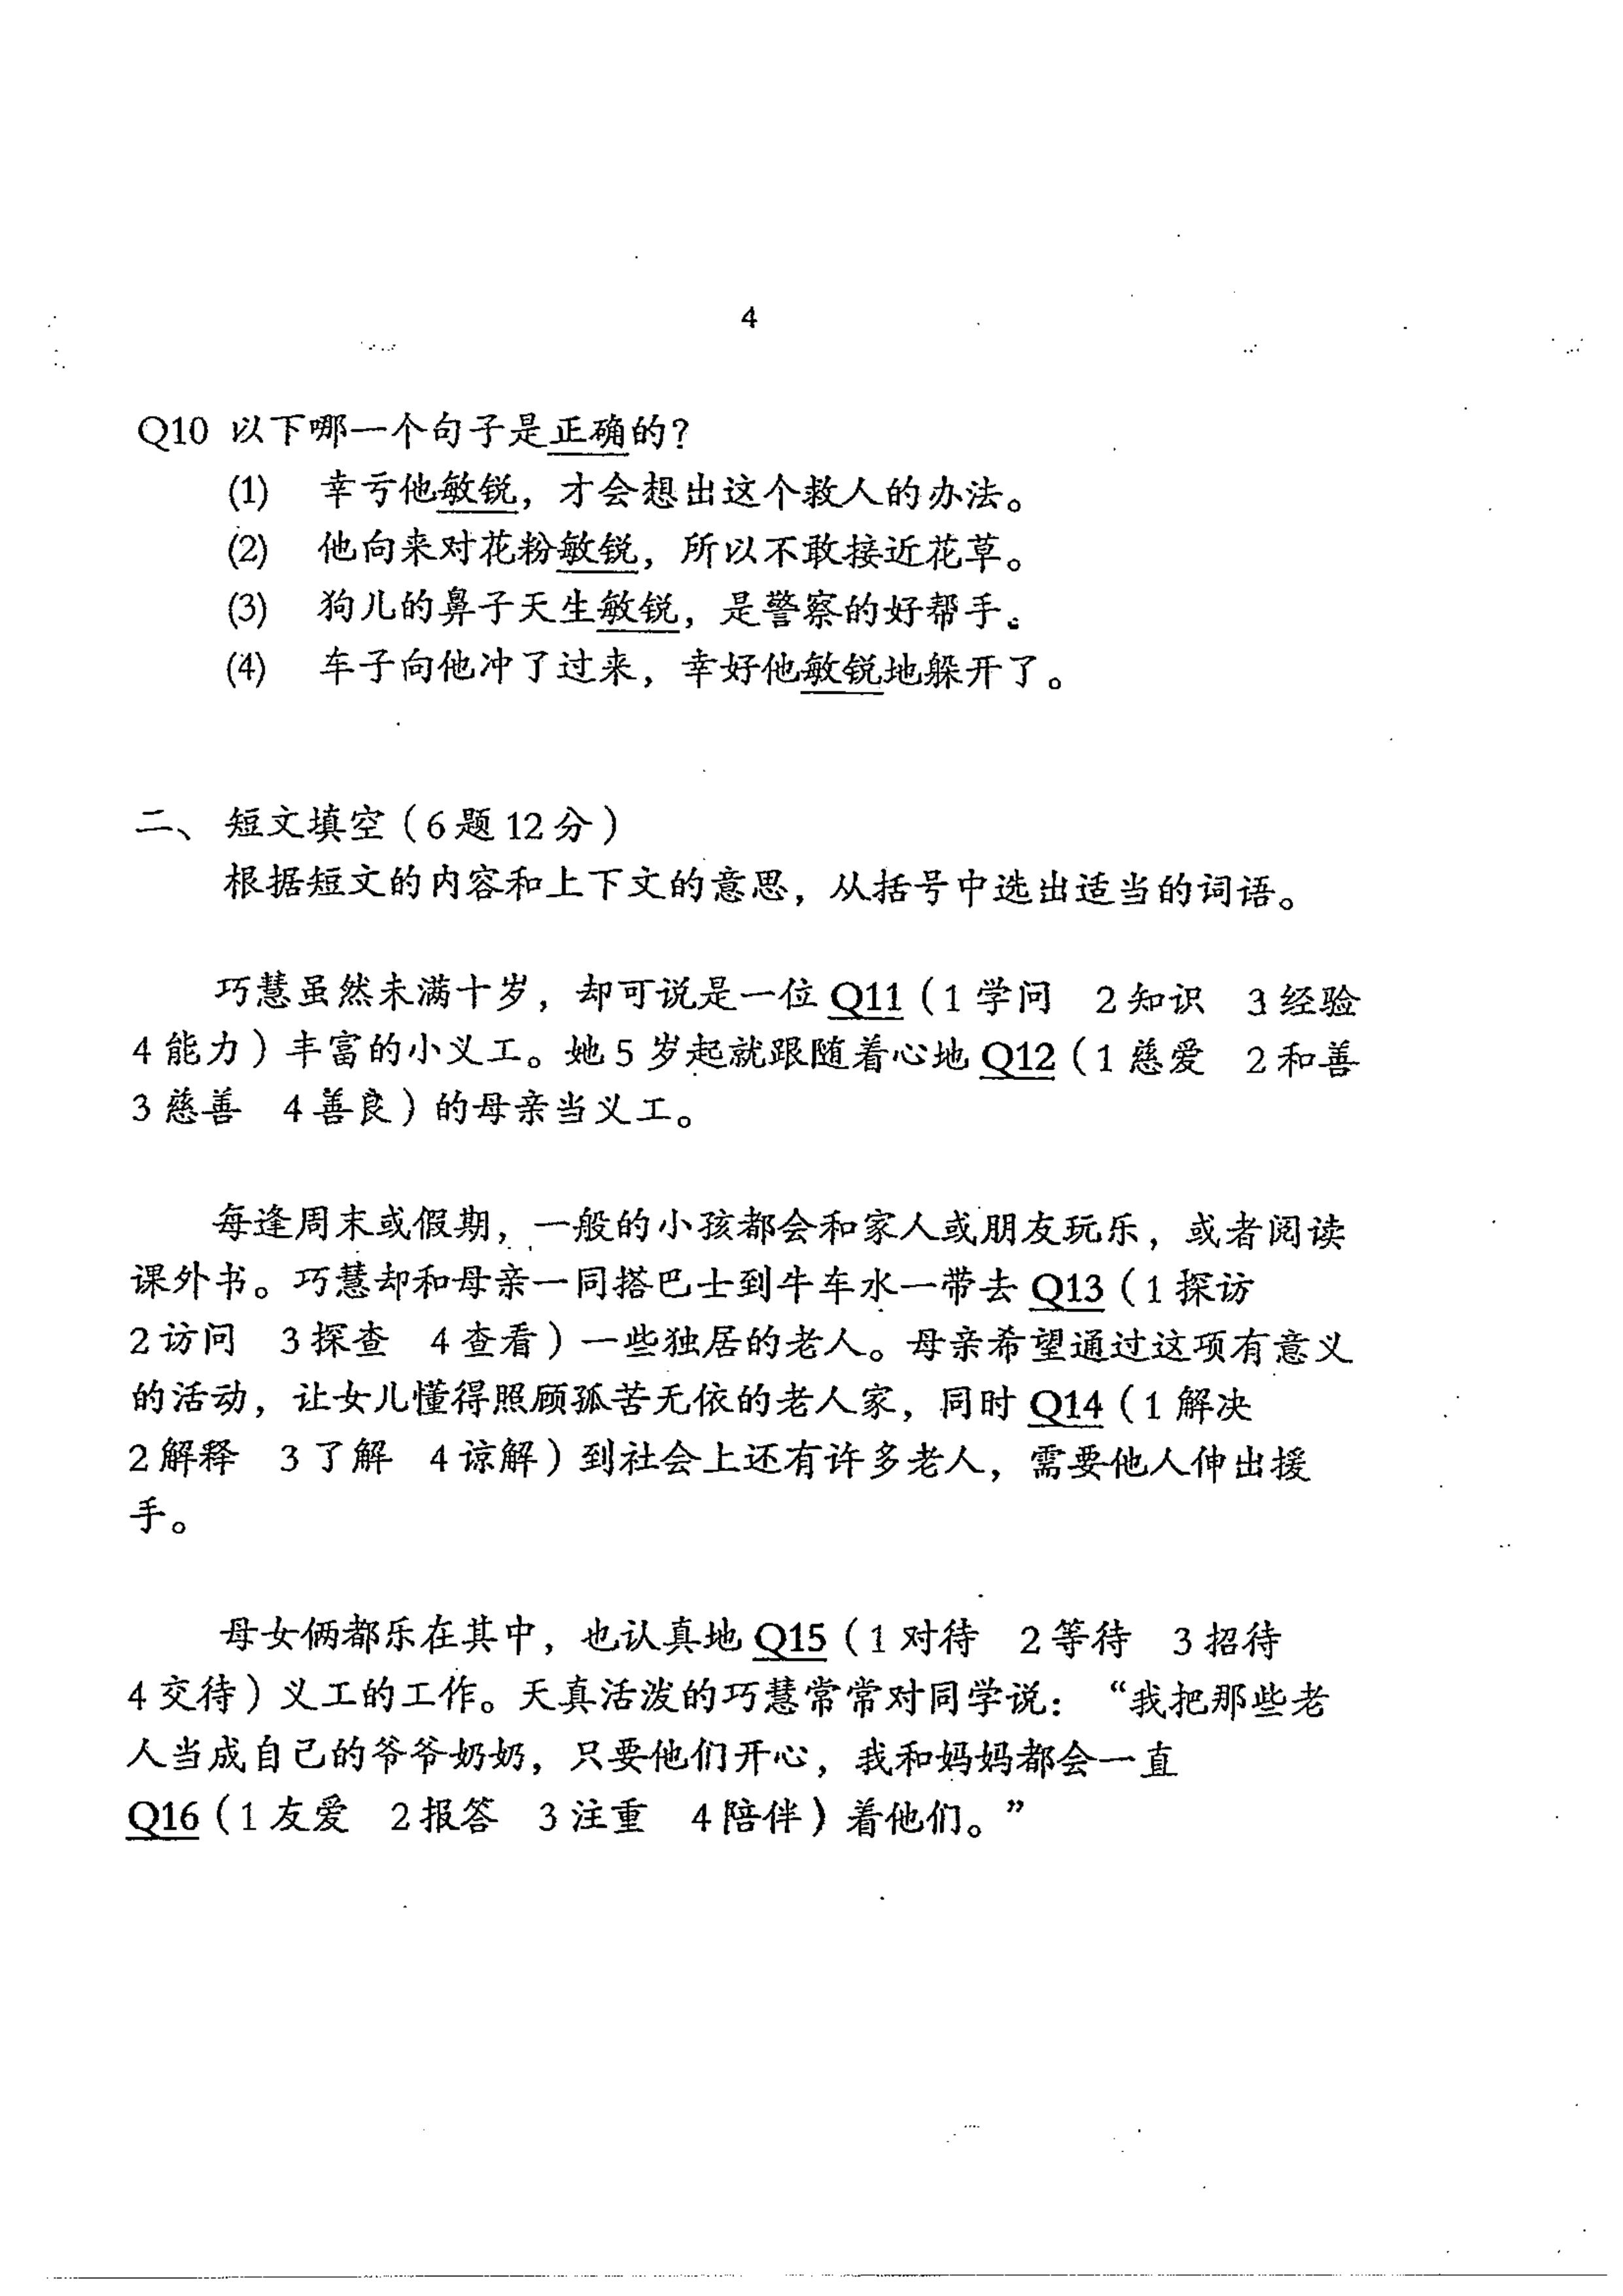 4
Q10 以下哪一个句子是正确的?
(1) 幸亏他敏锐，才会想出这个救人的办法。
(2) 他向来对花粉敏锐，所以不敢接近花草。
(3) 狗儿的鼻子天生敏锐，是警察的好帮手。
(4) 车子向他冲了过来，幸好他敏锐地躲开了。
二、 短文填空（6题12分）
根据短文的内容和上下文的意思，从括号中选出适当的词语。
巧慧虽然未满十岁，却可说是一位 Q11（1 学问 2 知识 3 经验
4 能力）丰富的小义工。她 5 岁起就跟随着心地 Q12（1 慈爱 2 和善
3 慈善 4 善良）的母亲当义工。
每逢周末或假期，一般的小孩都会和家人或朋友玩乐，或者阅读
课外书。巧慧却和母亲一同搭巴士到牛车水一带去 Q13（1 探访
2 访问 3 探查 4 查看）一些独居的老人。母亲希望通过这项有意义
的活动，让女儿懂得照顾孤苦无依的老人家，同时 Q14（1 解决
2 解释 3 了解 4 谅解）到社会上还有许多老人，需要他人伸出援
手。
母女俩都乐在其中，也认真地 Q15（1 对待 2 等待 3 招待
4 交待）义工的工作。天真活泼的巧慧常常对同学说：“我把那些老
人当成自己的爷爷奶奶，只要他们开心，我和妈妈都会一直
Q16（1 友爱 2 报答 3 注重 4 陪伴）着他们。”